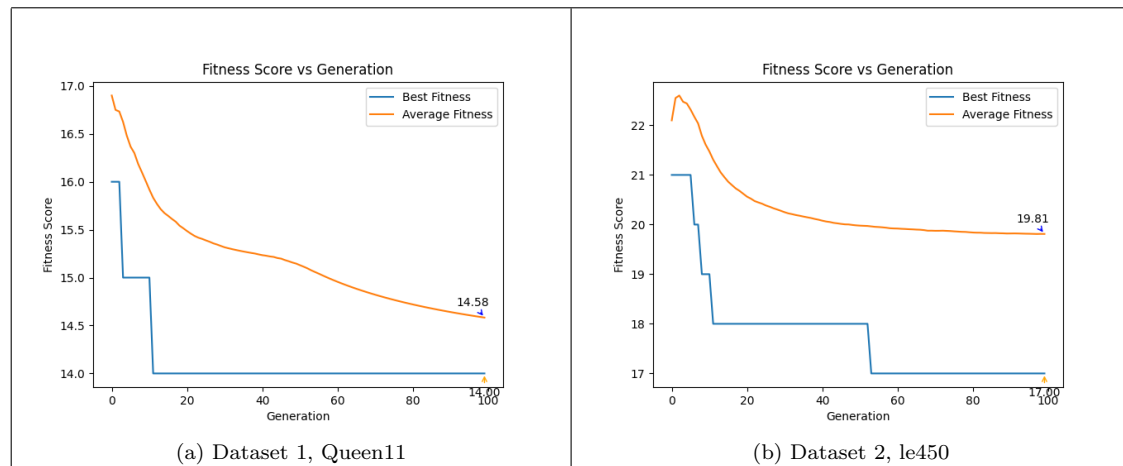 Fitness Score vs Generation
Best Fitness
Average Fitness
17.0
16.5
16.0
15.5
15.0
14.5
14.0
Fitness Score
14.58
14.00
0
20
40
60
80
100
Generation
(a) Dataset 1, Queen11
Fitness Score vs Generation
Best Fitness
Average Fitness
22
21
20
19
18
17
Fitness Score
19.81
17.00
0
20
40
60
80
100
Generation
(b) Dataset 2, le450